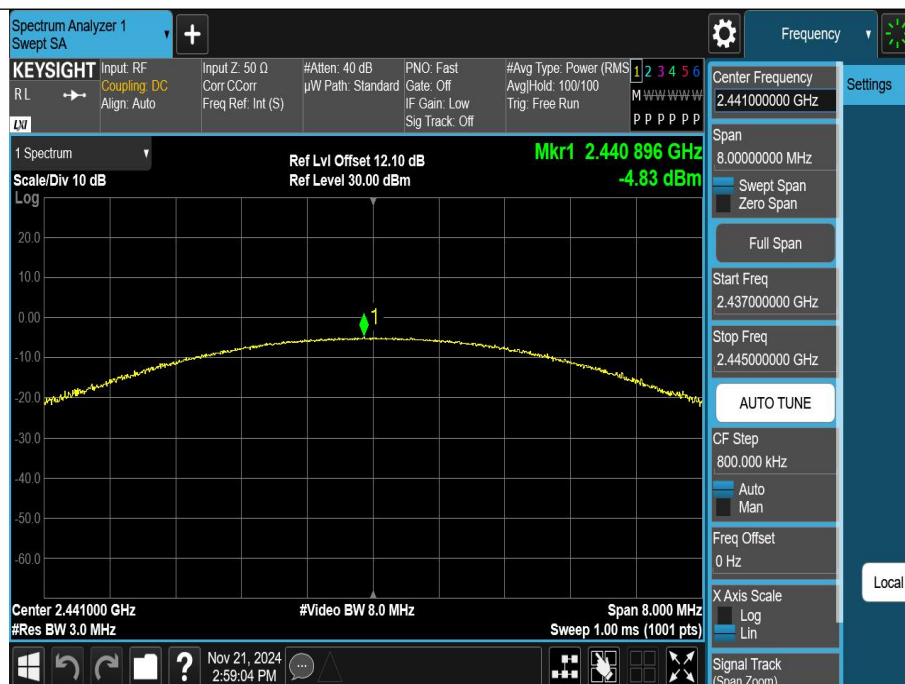 Spectrum Analyzer 1
Swept SA
+
Frequency
KEYSIGHT
RL
LXI
Input: RF
Coupling: DC
Align: Auto
Input Z: 50 Ω
Corr CCorr
Freq Ref: Int (S)
#Atten: 40 dB
µW Path: Standard
PNO: Fast
Gate: Off
IF Gain: Low
Sig Track: Off
#Avg Type: Power (RMS
Avg|Hold: 100/100
Trig: Free Run
1 2 3 4 5 6
M W W W W W
P P P P P P
1 Spectrum
Scale/Div 10 dB
Log
Ref Lvl Offset 12.10 dB
Ref Level 30.00 dBm
Mkr1 2.440 896 GHz
-4.83 dBm
20.0
10.0
0.00
-10.0
-20.0
-30.0
-40.0
-50.0
-60.0
1
Center 2.441000 GHz
#Res BW 3.0 MHz
#Video BW 8.0 MHz
Span 8.000 MHz
Sweep 1.00 ms (1001 pts)
?
Nov 21, 2024
2:59:04 PM
Center Frequency
2.441000000 GHz
Span
8.00000000 MHz
Swept Span
Zero Span
Full Span
Start Freq
2.437000000 GHz
Stop Freq
2.445000000 GHz
AUTO TUNE
CF Step
800.000 kHz
Auto
Man
Freq Offset
0 Hz
X Axis Scale
Log
Lin
Signal Track
(Span Zoom)
Settings
Local